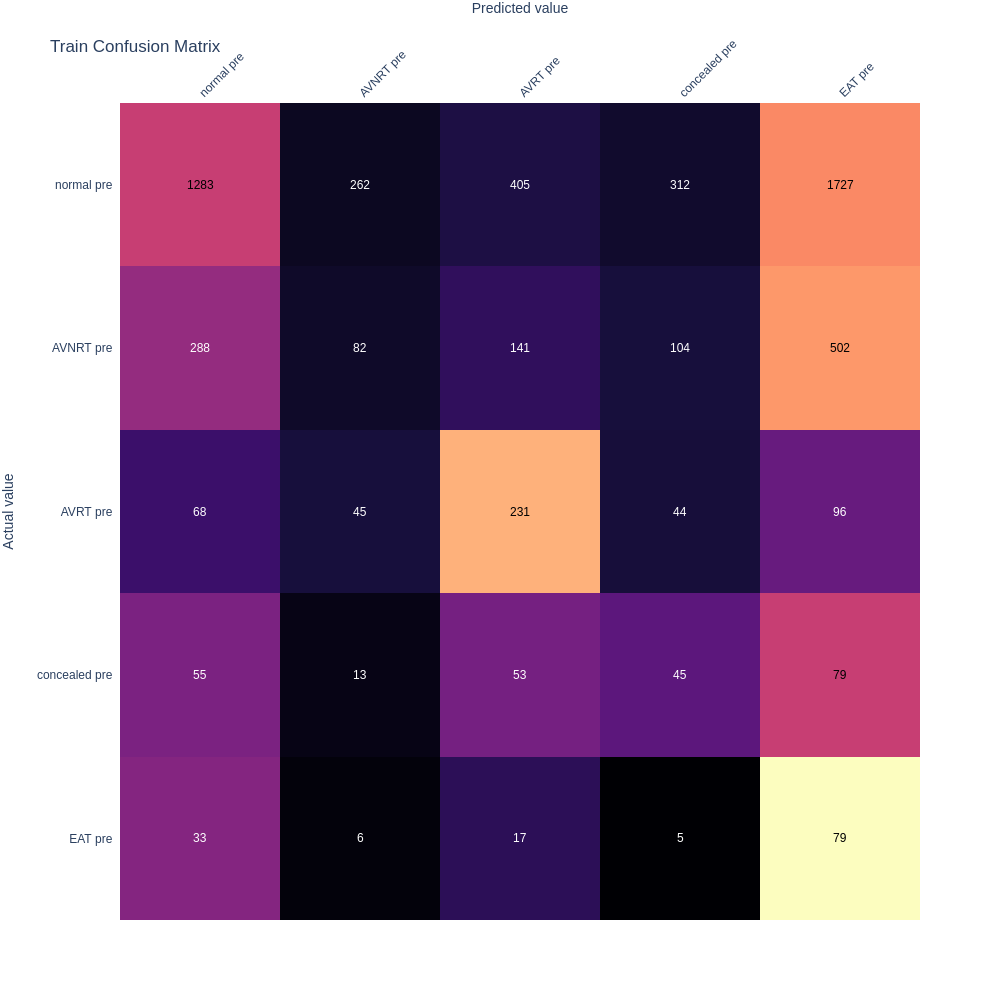 Predicted value
Train Confusion Matrix
normal pre
AVNRT pre
AVRT pre
concealed pre
EAT pre
normal pre 1283 262 405 312 1727
AVNRT pre 288 82 141 104 502
Actual value
AVRT pre 68 45 231 44 96
concealed pre 55 13 53 45 79
EAT pre 33 6 17 5 79